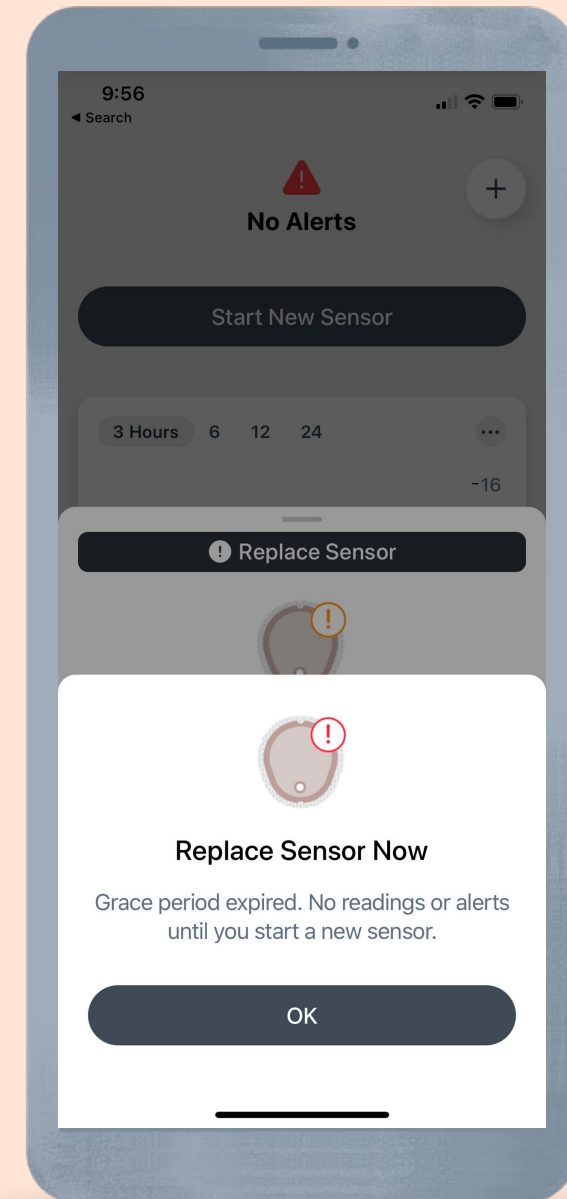 9:56
◀ Search
No Alerts
+
Start New Sensor
3 Hours 6 12 24 ...
-16
! Replace Sensor
!
!
Replace Sensor Now
Grace period expired. No readings or alerts
until you start a new sensor.
OK